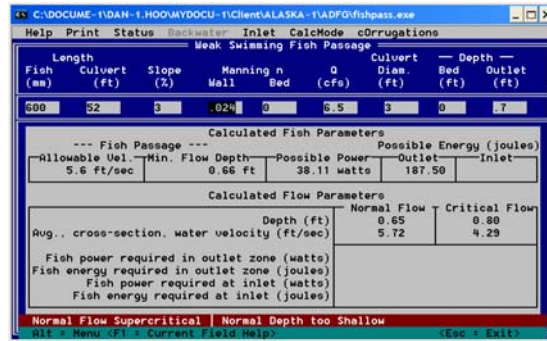 C:\DOCUME~1\DAN~1.HOO\MYDOCU~1\Client\ALASKA~1\ADFG\fishpass.exe
Help Print Status Backwater Inlet CalcMode cOrrugations
Weak Swimming Fish Passage
Length Culvert — Depth —
Fish Culvert Slope Manning n Q Diam. Bed Outlet
(mm) (ft) (%) Wall Bed (cfs) (ft) (ft) (ft)
600 52 3 .024 0 6.5 3 0 .7
Calculated Fish Parameters
--- Fish Passage --- Possible Energy (joules)
Allowable Vel. Min. Flow Depth Possible Power Outlet Inlet
5.6 ft/sec 0.66 ft 38.11 watts 187.50
Calculated Flow Parameters
Normal Flow Critical Flow
Depth (ft) 0.65 0.80
Avg., cross-section, water velocity (ft/sec) 5.72 4.29
Fish power required in outlet zone (watts)
Fish energy required in outlet zone (joules)
Fish power required at inlet (watts)
Fish energy required at inlet (joules)
Normal Flow Supercritical Normal Depth too Shallow
Alt = Menu <F1 = Current Field Help> <Esc = Exit>